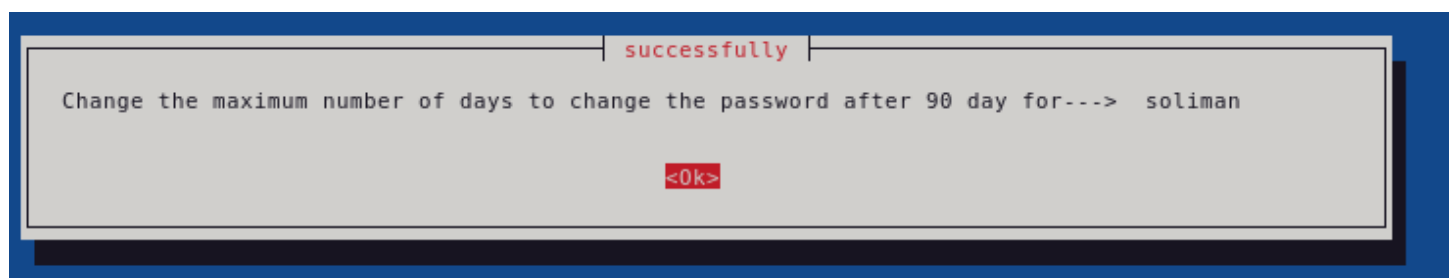 successfully
Change the maximum number of days to change the password after 90 day for--->  soliman
<Ok>